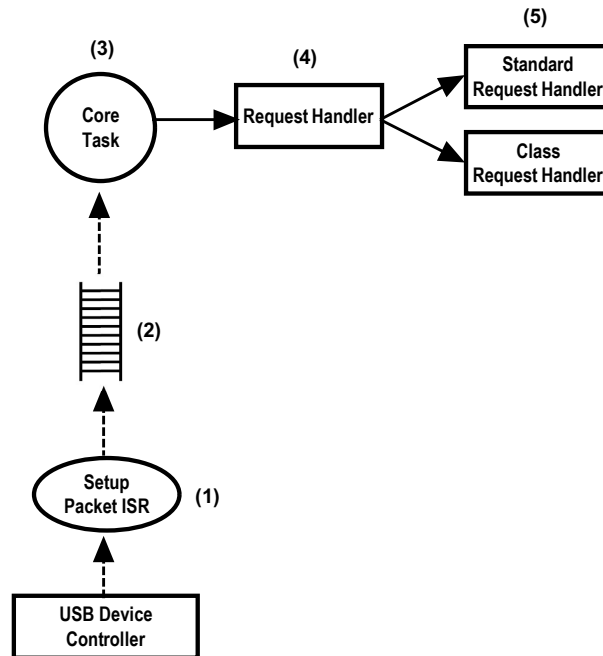 (5)
(3)
(4)
Standard
Request Handler
Core
Task
Request Handler
Class
Request Handler
(2)
Setup
Packet ISR
(1)
USB Device
Controller